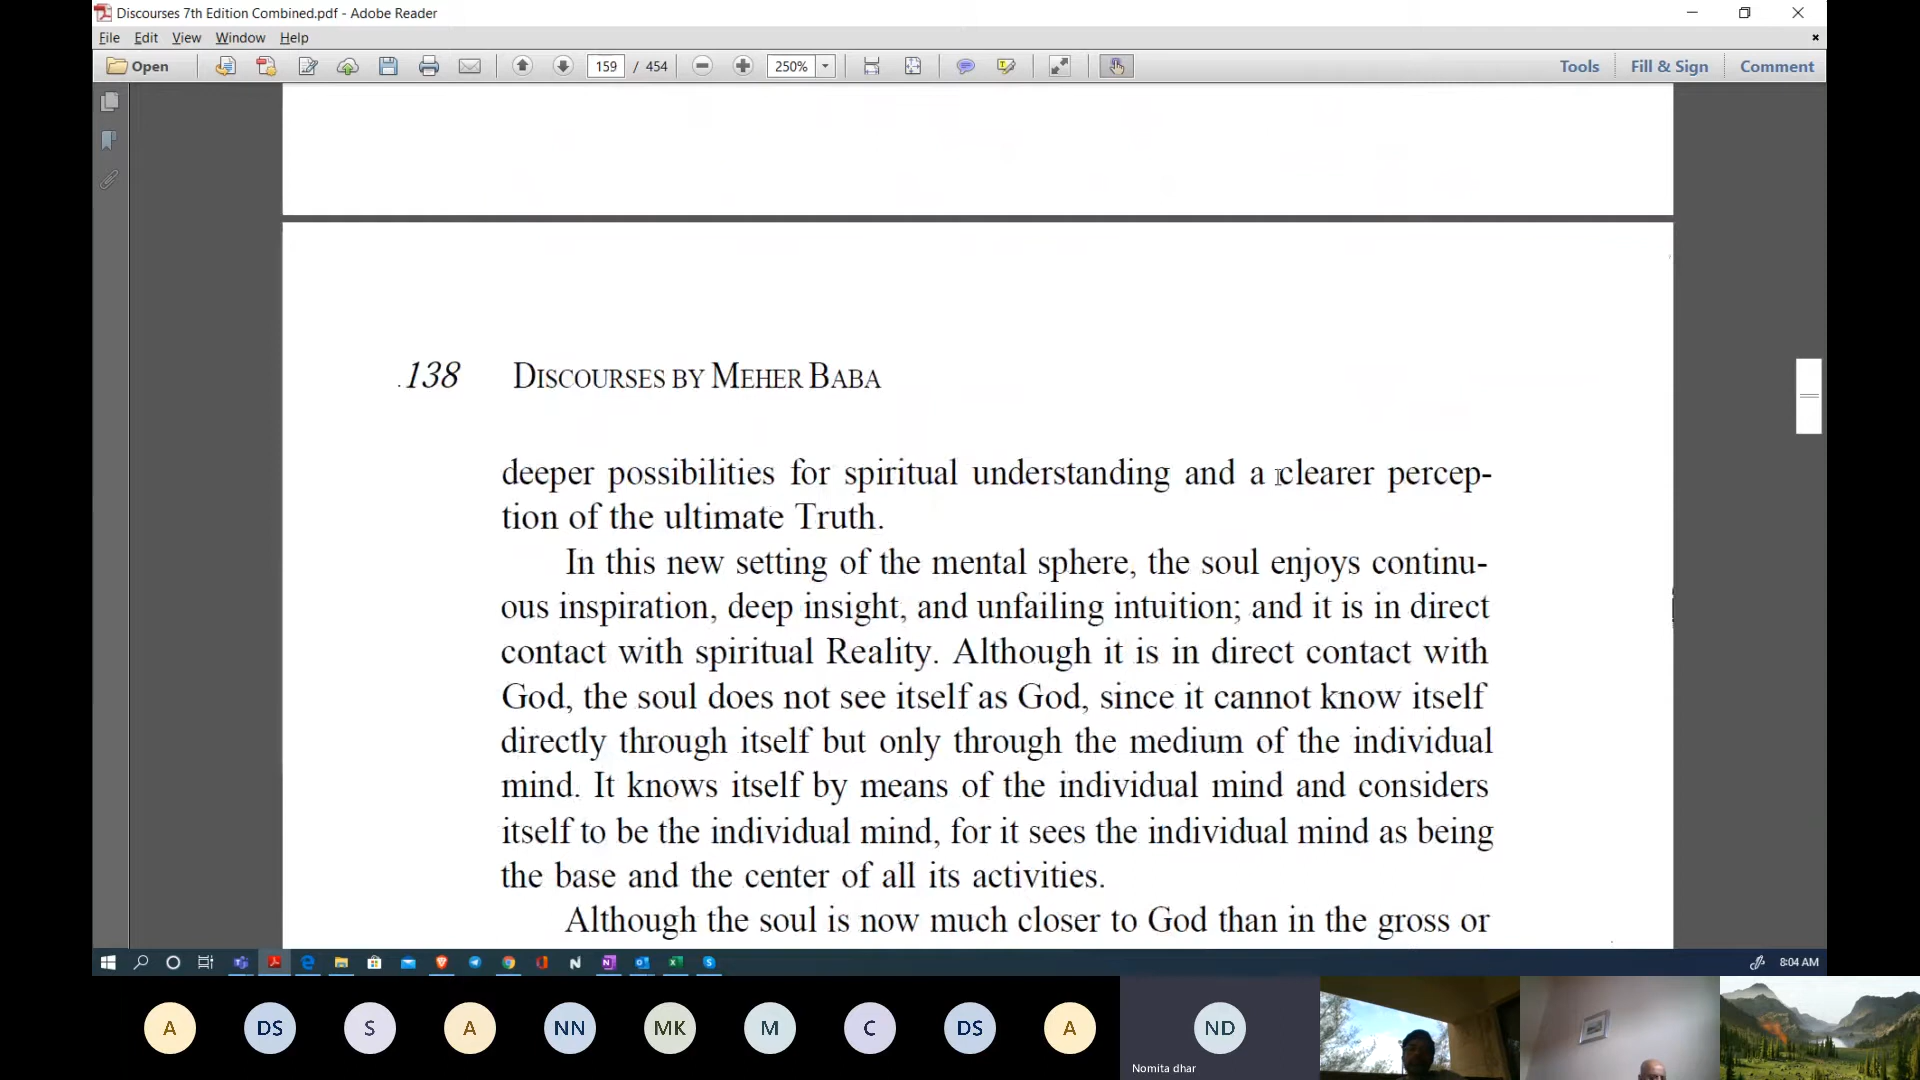 Discourses 7th Edition Combined.pdf - Adobe Reader
File Edit View Window Help
Open 159 / 454 250% Tools Fill & Sign Comment
138 DISCOURSES BY MEHER BABA
deeper possibilities for spiritual understanding and a clearer percep-
tion of the ultimate Truth.
In this new setting of the mental sphere, the soul enjoys continu-
ous inspiration, deep insight, and unfailing intuition; and it is in direct
contact with spiritual Reality. Although it is in direct contact with
God, the soul does not see itself as God, since it cannot know itself
directly through itself but only through the medium of the individual
mind. It knows itself by means of the individual mind and considers
itself to be the individual mind, for it sees the individual mind as being
the base and the center of all its activities.
Although the soul is now much closer to God than in the gross or
8:04 AM
A DS S A NN MK M C DS A ND
Nomita dhar